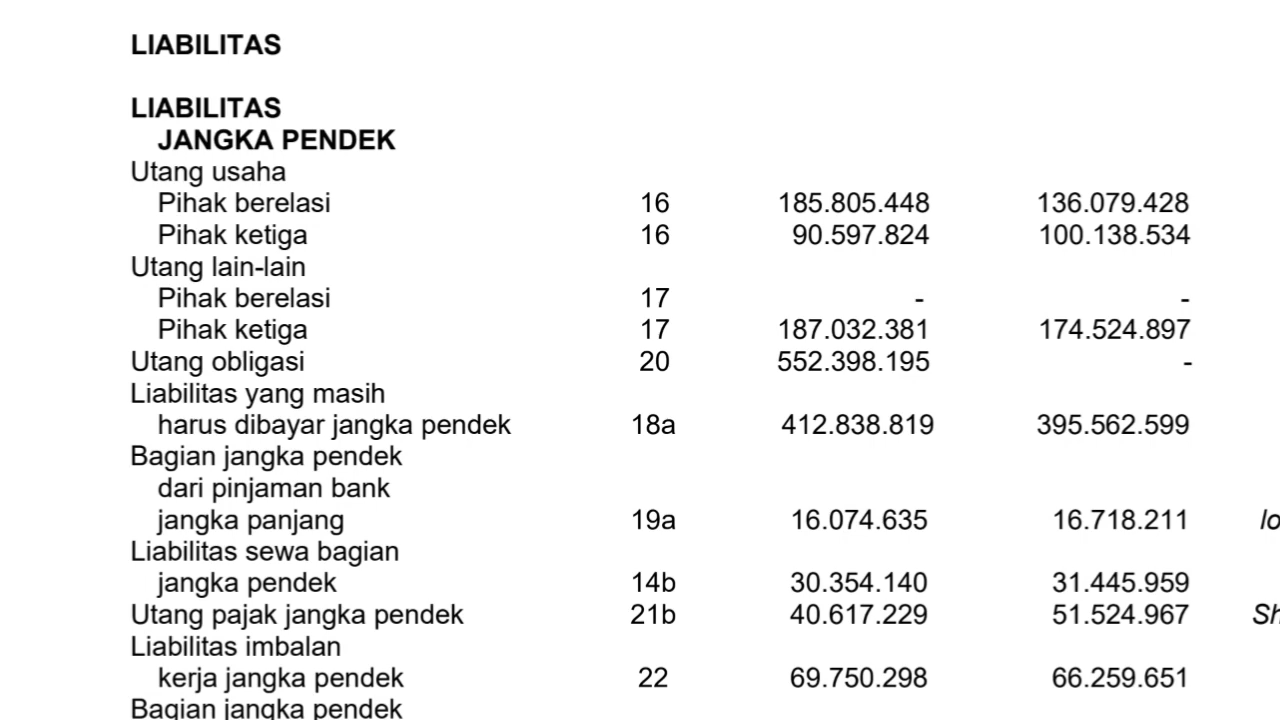 LIABILITAS
LIABILITAS
JANGKA PENDEK
Utang usaha
Pihak berelasi 16 185.805.448 136.079.428
Pihak ketiga 16 90.597.824 100.138.534
Utang lain-lain
Pihak berelasi 17 - -
Pihak ketiga 17 187.032.381 174.524.897
Utang obligasi 20 552.398.195 -
Liabilitas yang masih
harus dibayar jangka pendek 18a 412.838.819 395.562.599
Bagian jangka pendek
dari pinjaman bank
jangka panjang 19a 16.074.635 16.718.211 lo
Liabilitas sewa bagian
jangka pendek 14b 30.354.140 31.445.959
Utang pajak jangka pendek 21b 40.617.229 51.524.967 Sh
Liabilitas imbalan
kerja jangka pendek 22 69.750.298 66.259.651
Bagian jangka pendek